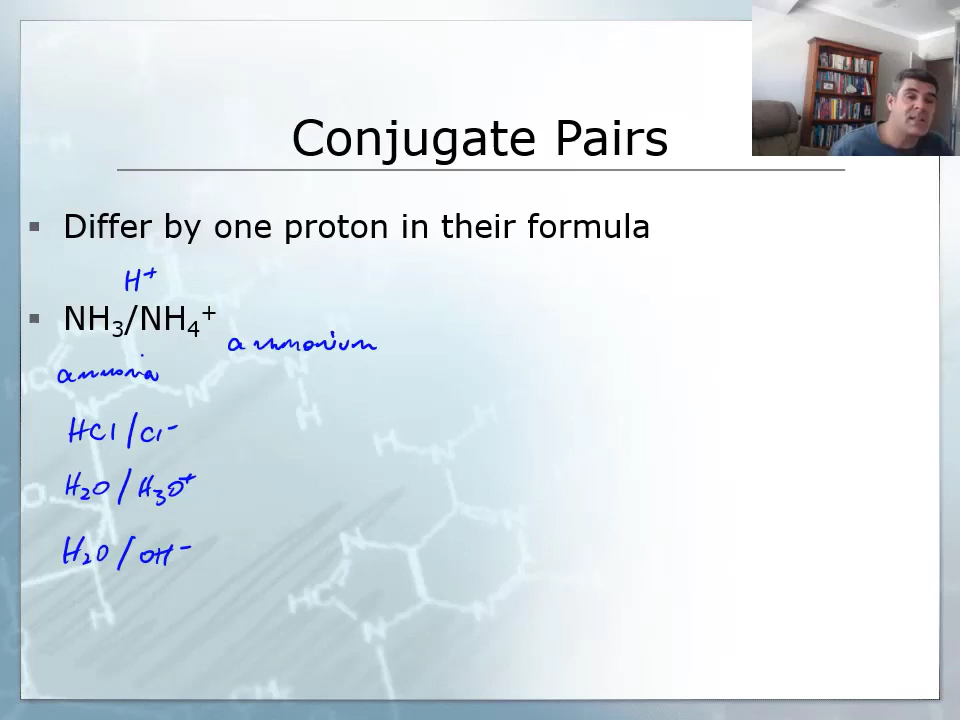 Conjugate Pairs
▪ Differ by one proton in their formula
H⁺
▪ NH₃/NH₄⁺
ammonium
ammonia
HCl / Cl⁻
H₂O / H₃O⁺
H₂O / OH⁻